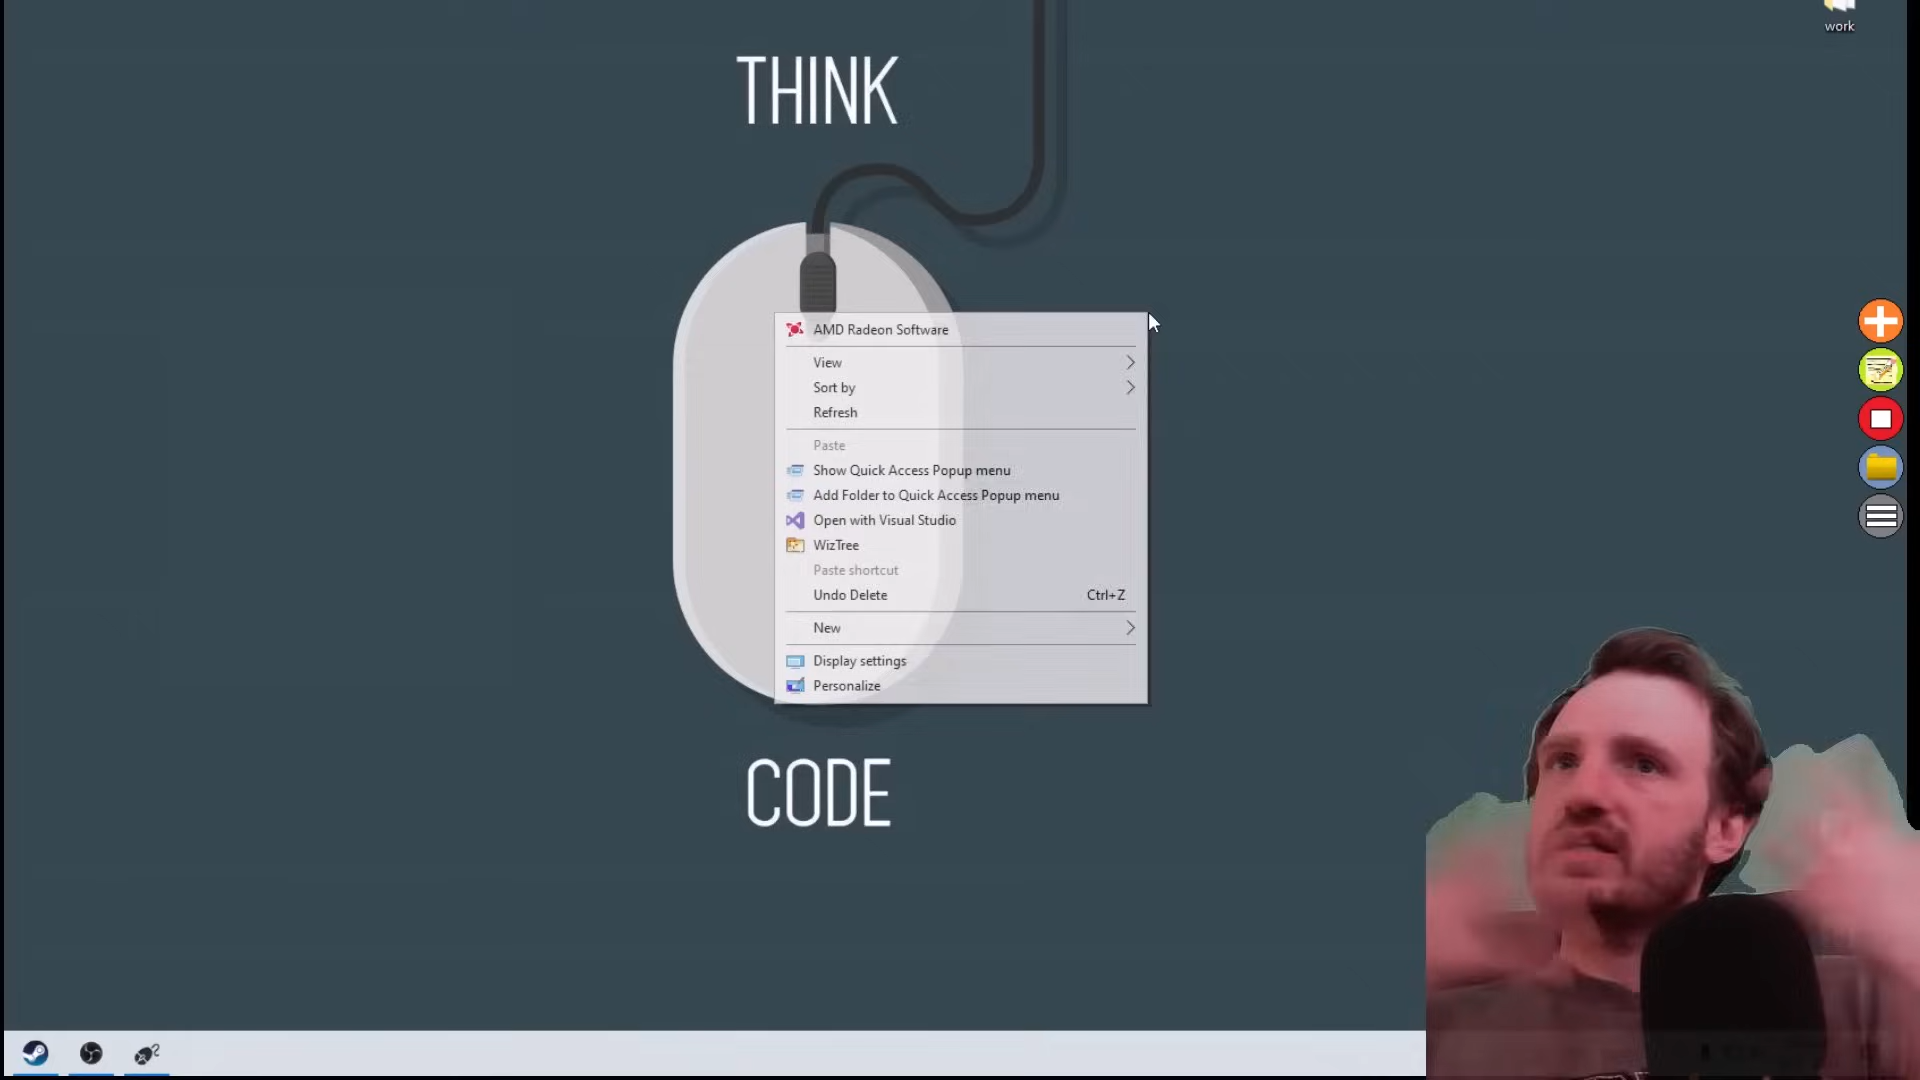 work
THINK
AMD Radeon Software
View
Sort by
Refresh
Paste
Show Quick Access Popup menu
Add Folder to Quick Access Popup menu
Open with Visual Studio
WizTree
Paste shortcut
Undo Delete Ctrl+Z
New
Display settings
Personalize
CODE